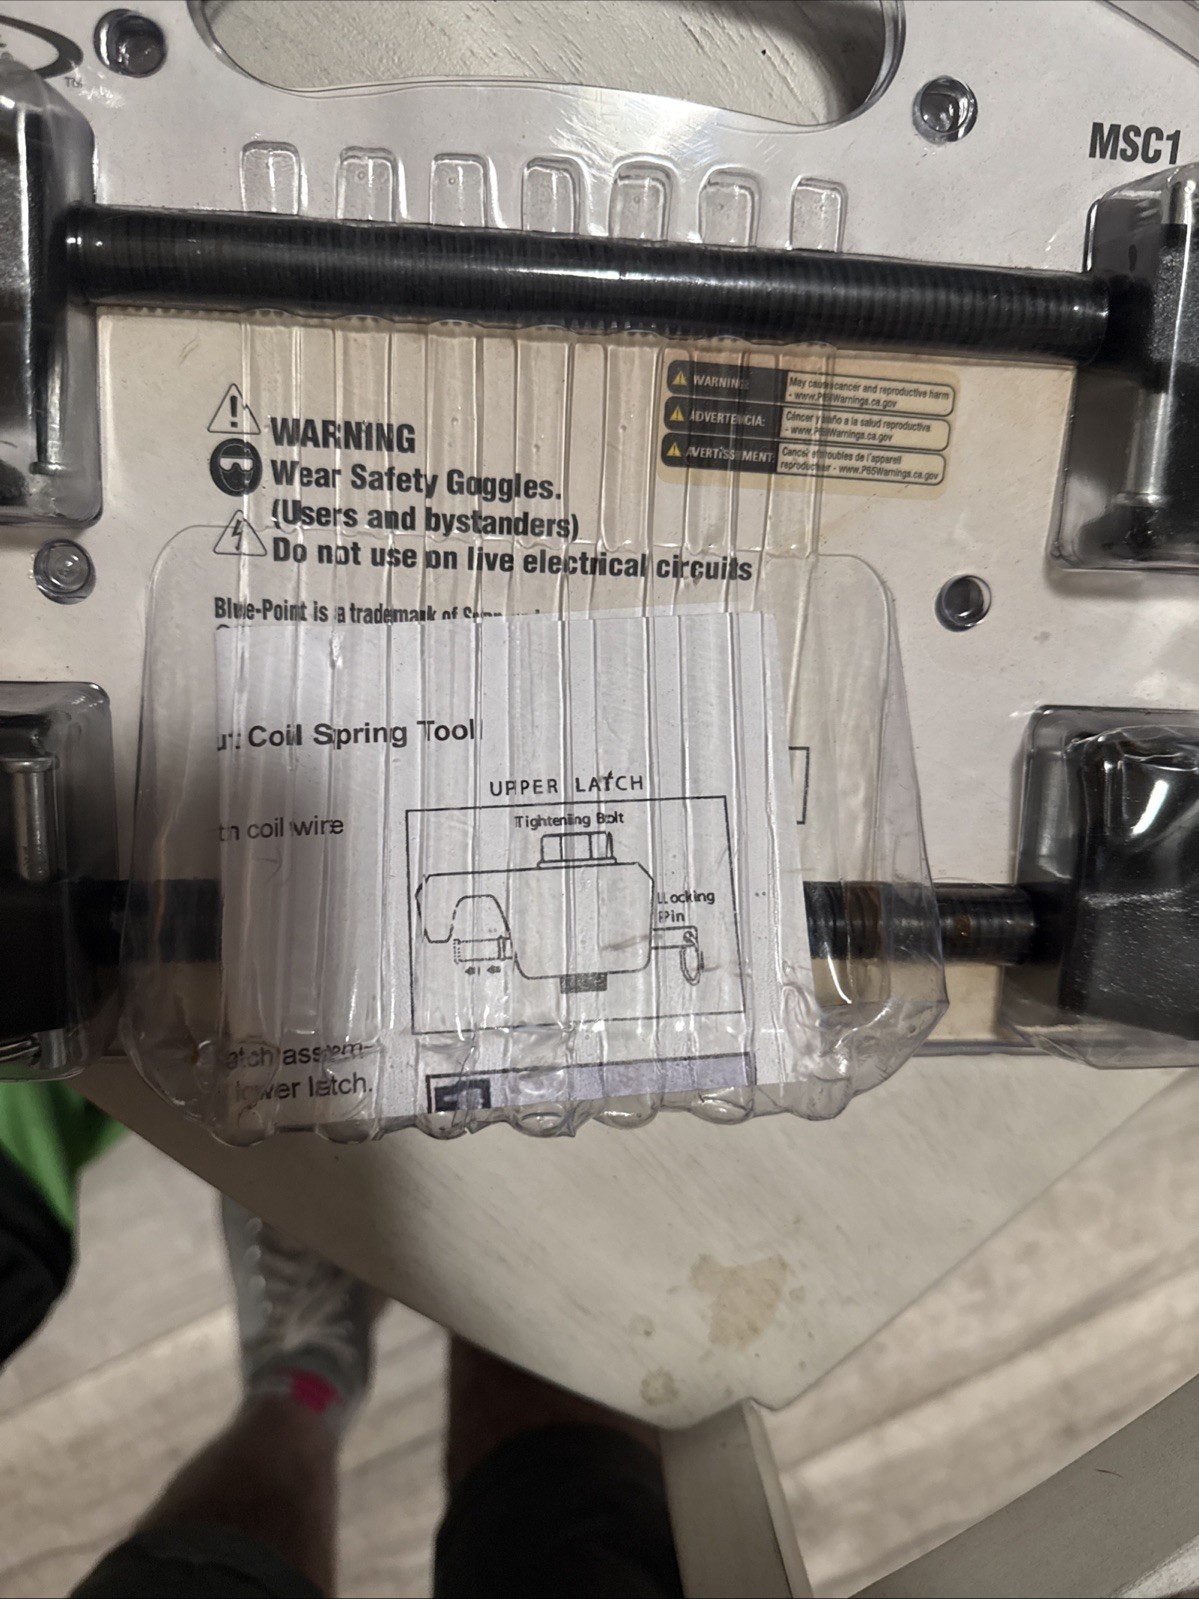 MSC1
WARNING:
May cause cancer and reproductive harm
- www.P65Warnings.ca.gov
ADVERTENCIA:
Cáncer y daño a la salud reproductiva
- www.P65Warnings.ca.gov
AVERTISSEMENT:
Cancer et troubles de l'appareil
reproducteur - www.P65Warnings.ca.gov
WARNING
Wear Safety Goggles.
(Users and bystanders)
Do not use on live electrical circuits
Blue-Point is a trademark of
Coil Spring Tool
UPPER LATCH
Tightening Bolt
coil wire
Locking
Pin
assem-
lower latch.